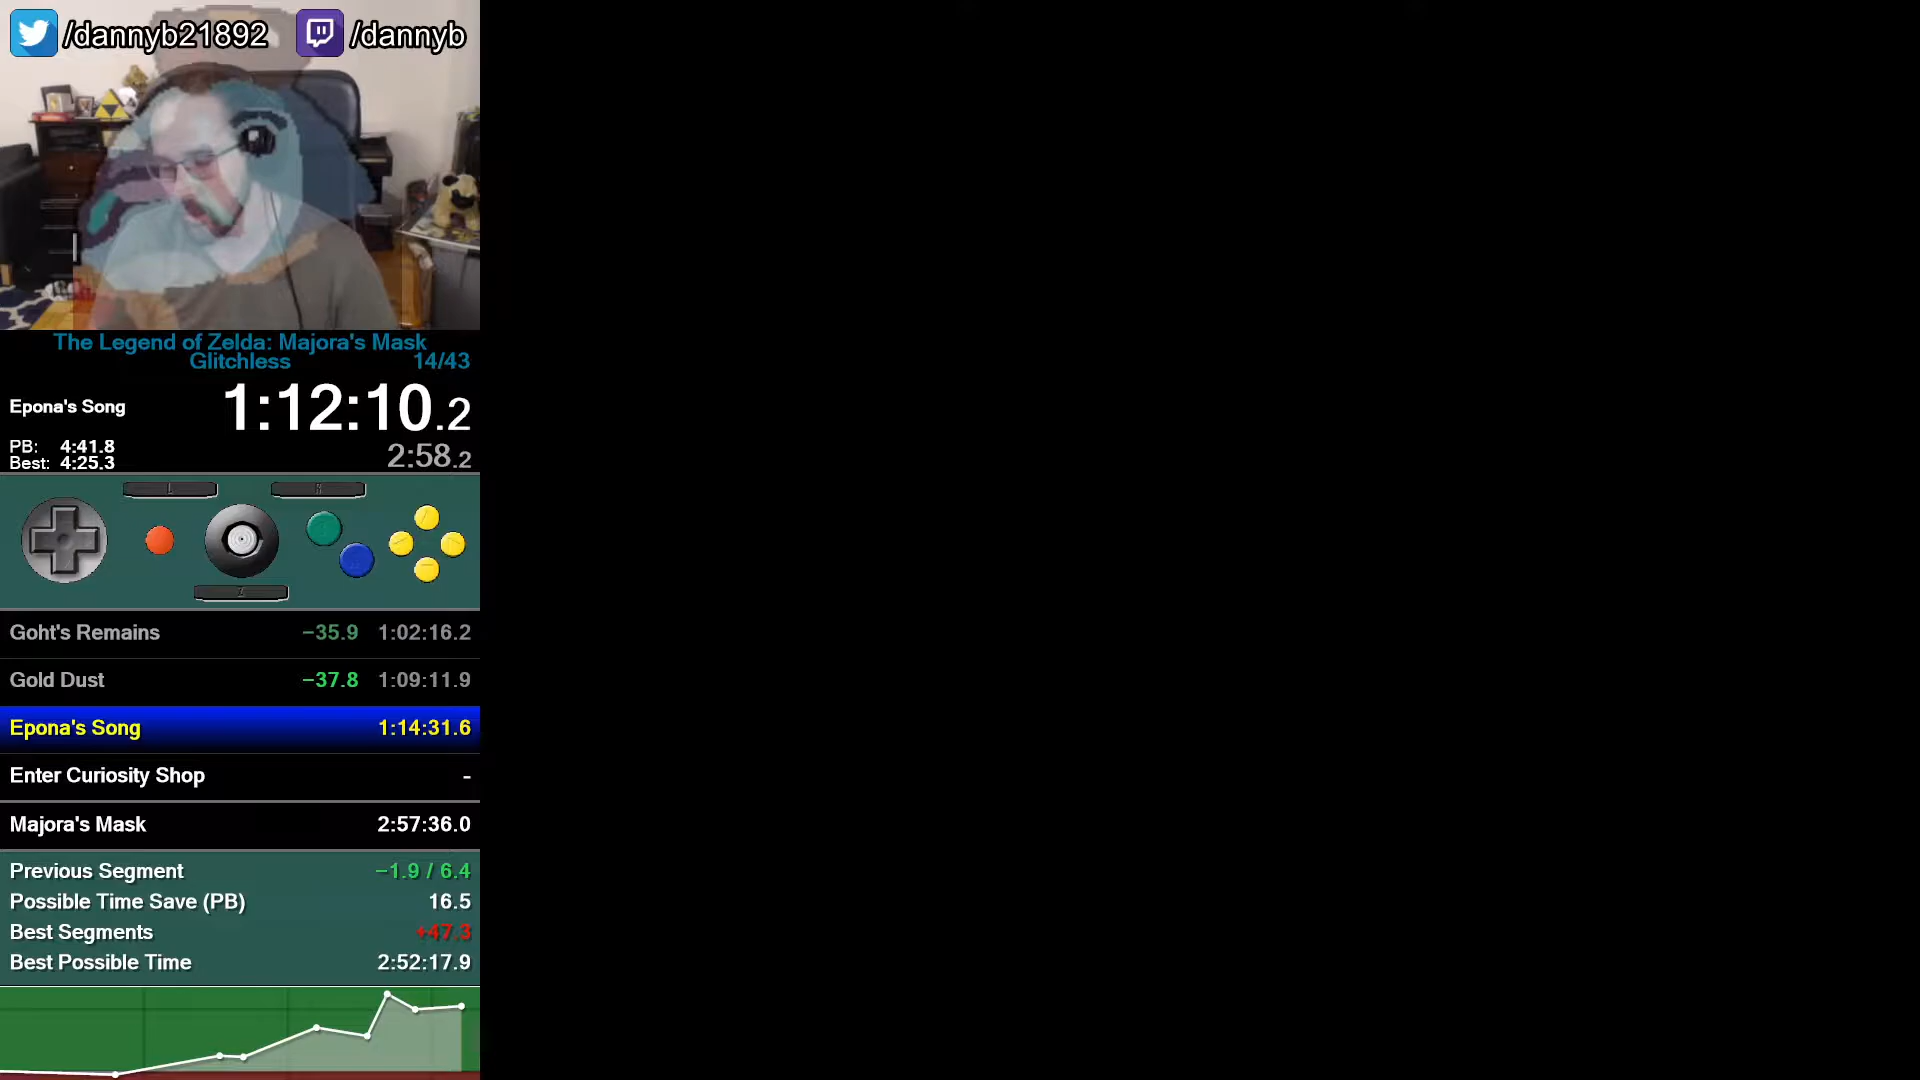 /dannyb21892 /dannyb
The Legend of Zelda: Majora's Mask
Glitchless 14/43
Epona's Song 1:12:10.2
PB: 4:41.8
Best: 4:25.3 2:58.2
L R
Z
Goht's Remains −35.9 1:02:16.2
Gold Dust −37.8 1:09:11.9
Epona's Song 1:14:31.6
Enter Curiosity Shop -
Majora's Mask 2:57:36.0
Previous Segment −1.9 / 6.4
Possible Time Save (PB) 16.5
Best Segments +47.3
Best Possible Time 2:52:17.9